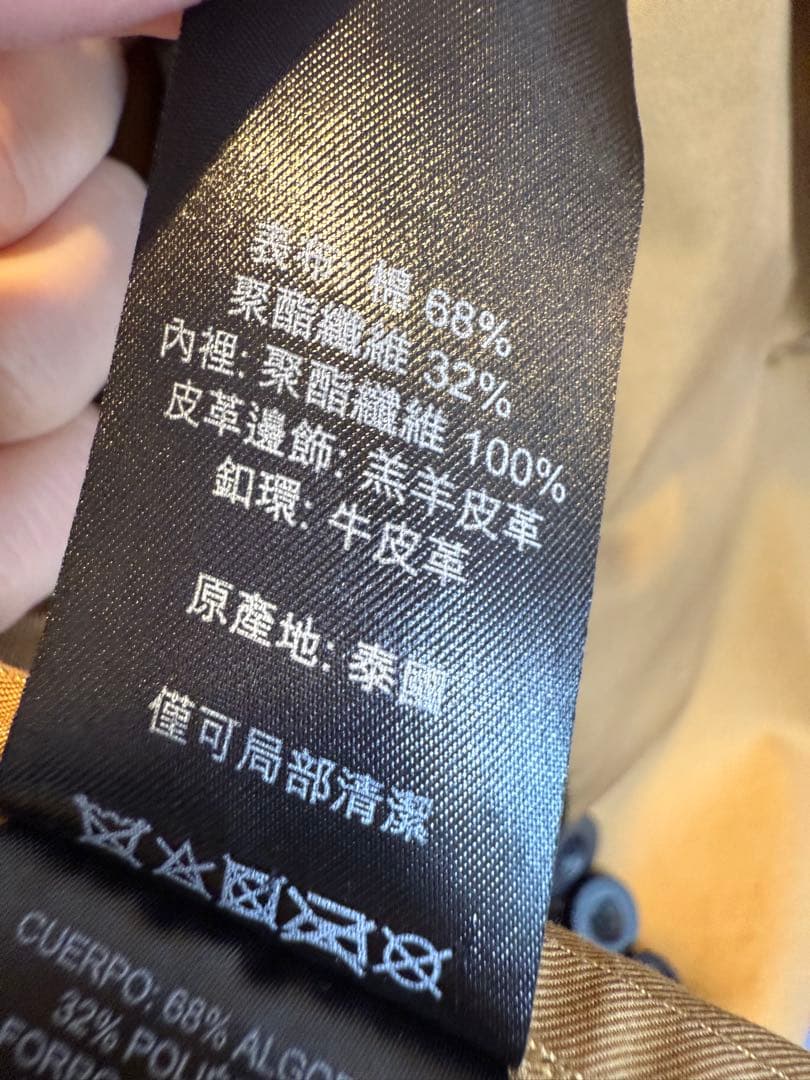 表布: 棉 68%
聚酯纖維 32%
內裡: 聚酯纖維 100%
皮革邊飾: 羔羊皮革
釦環: 牛皮革
原產地: 泰國
僅可局部清潔
CUERPO: 68% ALGO
32% POLI
FORRO